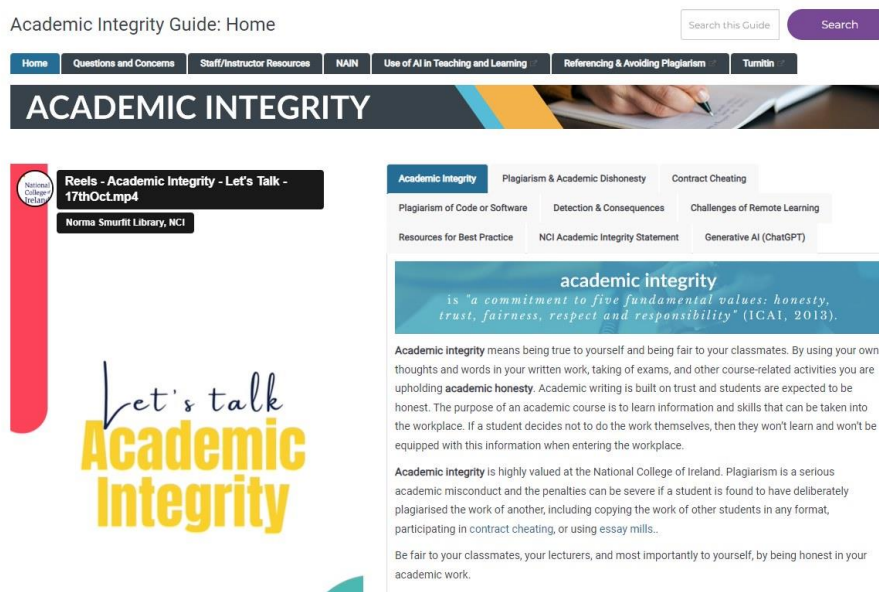 Academic Integrity Guide: Home
Search this Guide
Search
Home
Questions and Concerns
Staff/Instructor Resources
NAIN
Use of AI in Teaching and Learning
Referencing & Avoiding Plagiarism
Turnitin
ACADEMIC INTEGRITY
National
College of
Ireland
Reels - Academic Integrity - Let's Talk -
17thOct.mp4
Norma Smurfit Library, NCI
Let's talk
Academic
Integrity
Academic Integrity
Plagiarism & Academic Dishonesty
Contract Cheating
Plagiarism of Code or Software
Detection & Consequences
Challenges of Remote Learning
Resources for Best Practice
NCI Academic Integrity Statement
Generative AI (ChatGPT)
academic integrity
is "a commitment to five fundamental values: honesty,
trust, fairness, respect and responsibility" (ICAI, 2013).
Academic integrity means being true to yourself and being fair to your classmates. By using your own
thoughts and words in your written work, taking of exams, and other course-related activities you are
upholding academic honesty. Academic writing is built on trust and students are expected to be
honest. The purpose of an academic course is to learn information and skills that can be taken into
the workplace. If a student decides not to do the work themselves, then they won't learn and won't be
equipped with this information when entering the workplace.
Academic integrity is highly valued at the National College of Ireland. Plagiarism is a serious
academic misconduct and the penalties can be severe if a student is found to have deliberately
plagiarised the work of another, including copying the work of other students in any format,
participating in contract cheating, or using essay mills..
Be fair to your classmates, your lecturers, and most importantly to yourself, by being honest in your
academic work.